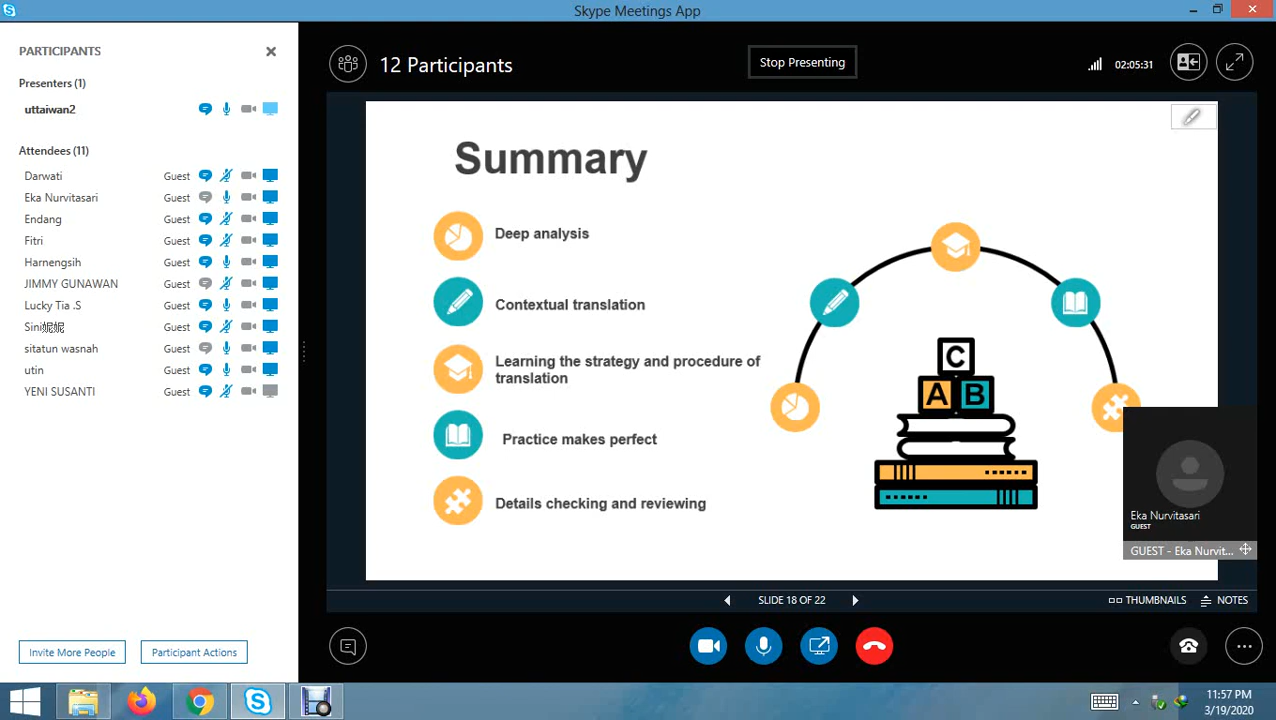 Skype Meetings App
PARTICIPANTS
Presenters (1)
uttaiwan2
Attendees (11)
Darwati Guest
Eka Nurvitasari Guest
Endang Guest
Fitri Guest
Harnengsih Guest
JIMMY GUNAWAN Guest
Lucky Tia .S Guest
Sini妮妮 Guest
sitatun wasnah Guest
utin Guest
YENI SUSANTI Guest
Invite More People
Participant Actions
12 Participants
Stop Presenting
02:05:31
Summary
Deep analysis
Contextual translation
Learning the strategy and procedure of
translation
Practice makes perfect
Details checking and reviewing
C
A B
Eka Nurvitasari
GUEST
GUEST - Eka Nurvit...
SLIDE 18 OF 22
THUMBNAILS
NOTES
11:57 PM
3/19/2020